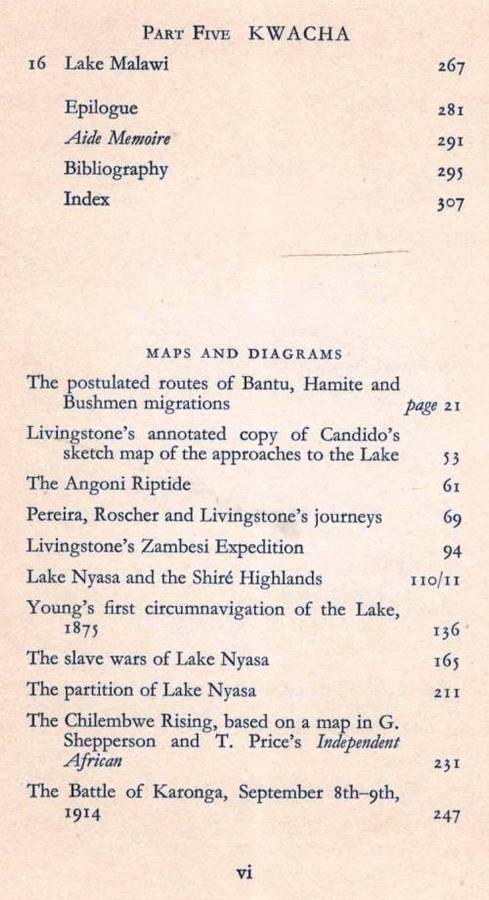 Part Five KWACHA
16 Lake Malawi 267
Epilogue 281
Aide Memoire 291
Bibliography 295
Index 307
MAPS AND DIAGRAMS
The postulated routes of Bantu, Hamite and
Bushmen migrations page 21
Livingstone's annotated copy of Candido's
sketch map of the approaches to the Lake 53
The Angoni Riptide 61
Pereira, Roscher and Livingstone's journeys 69
Livingstone's Zambesi Expedition 94
Lake Nyasa and the Shiré Highlands 110/11
Young's first circumnavigation of the Lake,
1875 136
The slave wars of Lake Nyasa 165
The partition of Lake Nyasa 211
The Chilembwe Rising, based on a map in G.
Shepperson and T. Price's Independent
African 231
The Battle of Karonga, September 8th–9th,
1914 247
vi